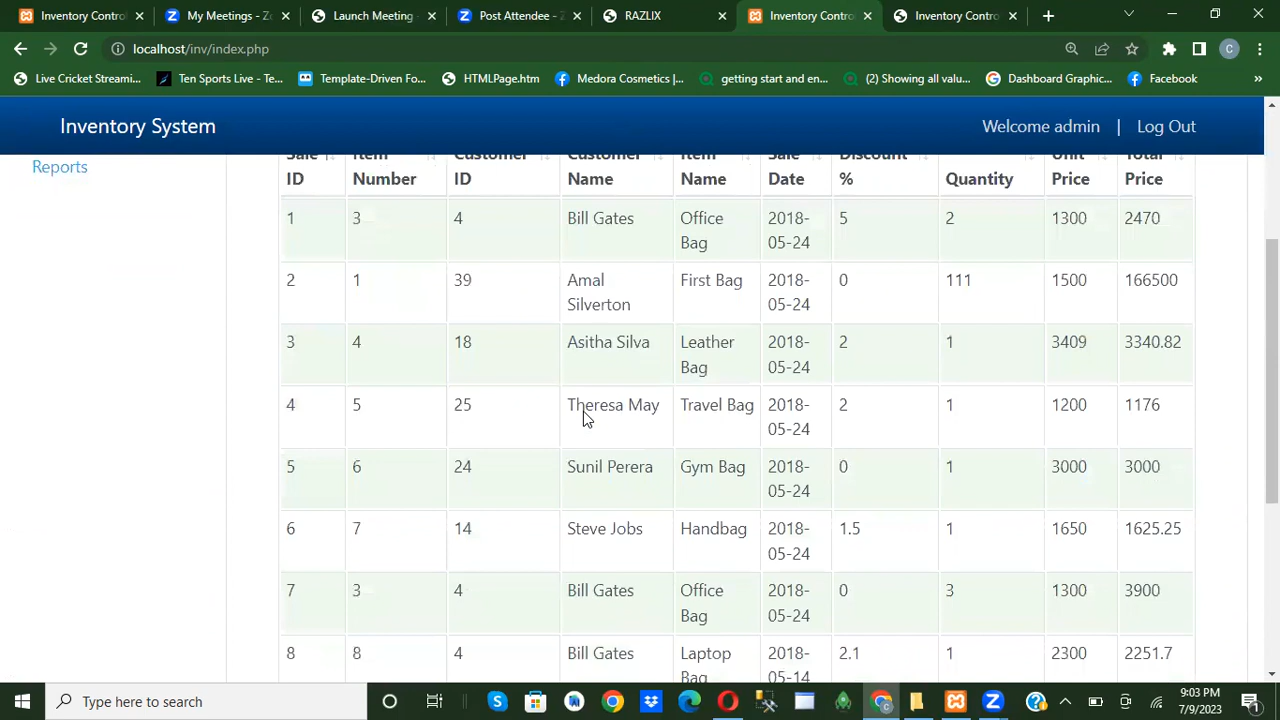 Inventory Contro
My Meetings - Zo
Launch Meeting -
Post Attendee - Z
RAZLIX
Inventory Contro
Inventory Contro
localhost/inv/index.php
Live Cricket Streami...
Ten Sports Live - Te...
Template-Driven Fo...
HTMLPage.htm
Medora Cosmetics |...
getting start and en...
(2) Showing all valu...
Dashboard Graphic...
Facebook
»
C
Inventory System
Welcome admin | Log Out
Reports
Sale Item Customer Customer Item Sale Discount Unit Total
ID Number ID Name Name Date % Quantity Price Price
1 3 4 Bill Gates Office 2018- 5 2 1300 2470
Bag 05-24
2 1 39 Amal First Bag 2018- 0 111 1500 166500
Silverton 05-24
3 4 18 Asitha Silva Leather 2018- 2 1 3409 3340.82
Bag 05-24
4 5 25 Theresa May Travel Bag 2018- 2 1 1200 1176
05-24
5 6 24 Sunil Perera Gym Bag 2018- 0 1 3000 3000
05-24
6 7 14 Steve Jobs Handbag 2018- 1.5 1 1650 1625.25
05-24
7 3 4 Bill Gates Office 2018- 0 3 1300 3900
Bag 05-24
8 8 4 Bill Gates Laptop 2018- 2.1 1 2300 2251.7
Bag 05-14
Type here to search
9:03 PM
7/9/2023
1